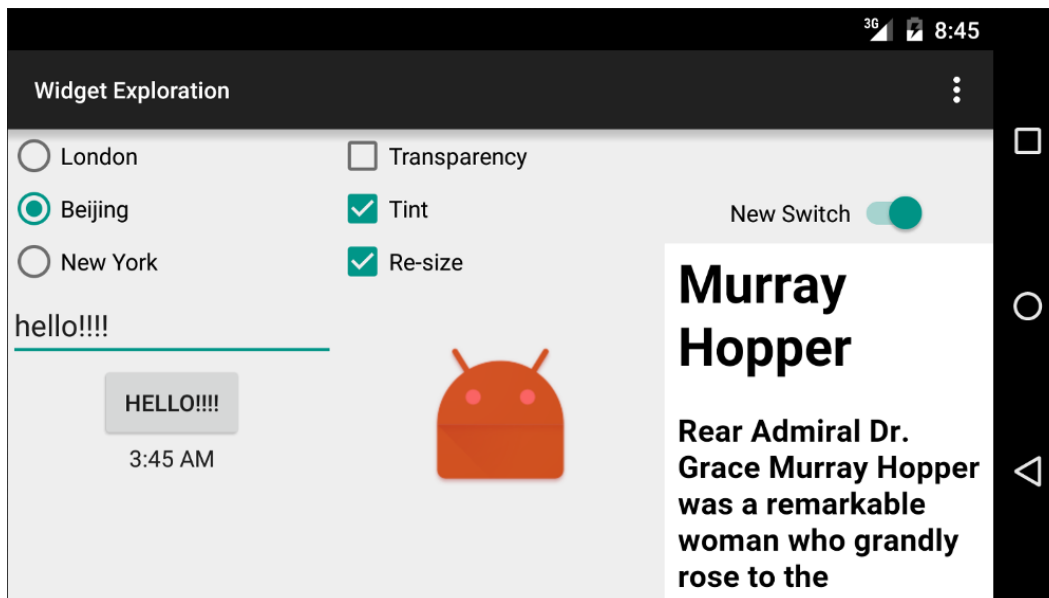 3G 8:45
Widget Exploration
London
Beijing
New York
hello!!!!
HELLO!!!!
3:45 AM
Transparency
Tint
Re-size
New Switch
Murray
Hopper
Rear Admiral Dr.
Grace Murray Hopper
was a remarkable
woman who grandly
rose to the